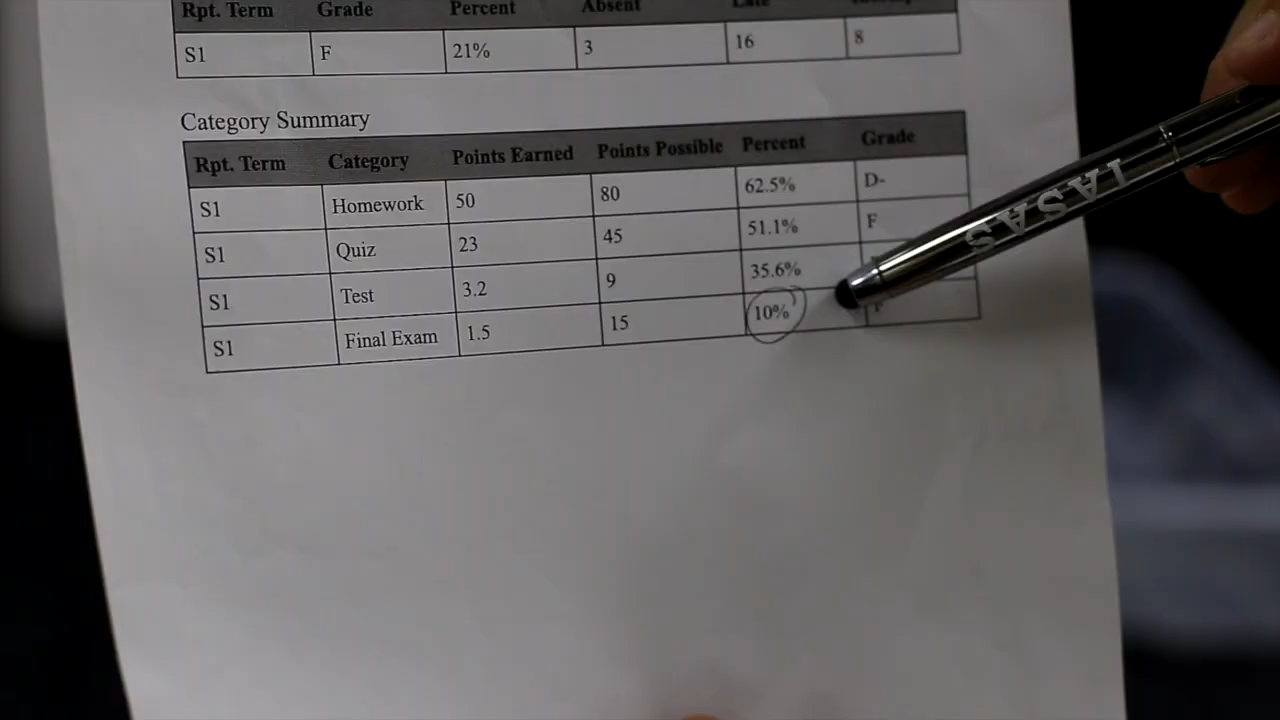 Rpt. Term Grade Percent Absent Late
S1 F 21% 3 16 8
Category Summary
Rpt. Term Category Points Earned Points Possible Percent Grade
S1 Homework 50 80 62.5% D-
S1 Quiz 23 45 51.1% F
S1 Test 3.2 9 35.6%
S1 Final Exam 1.5 15 10% F
IASAS